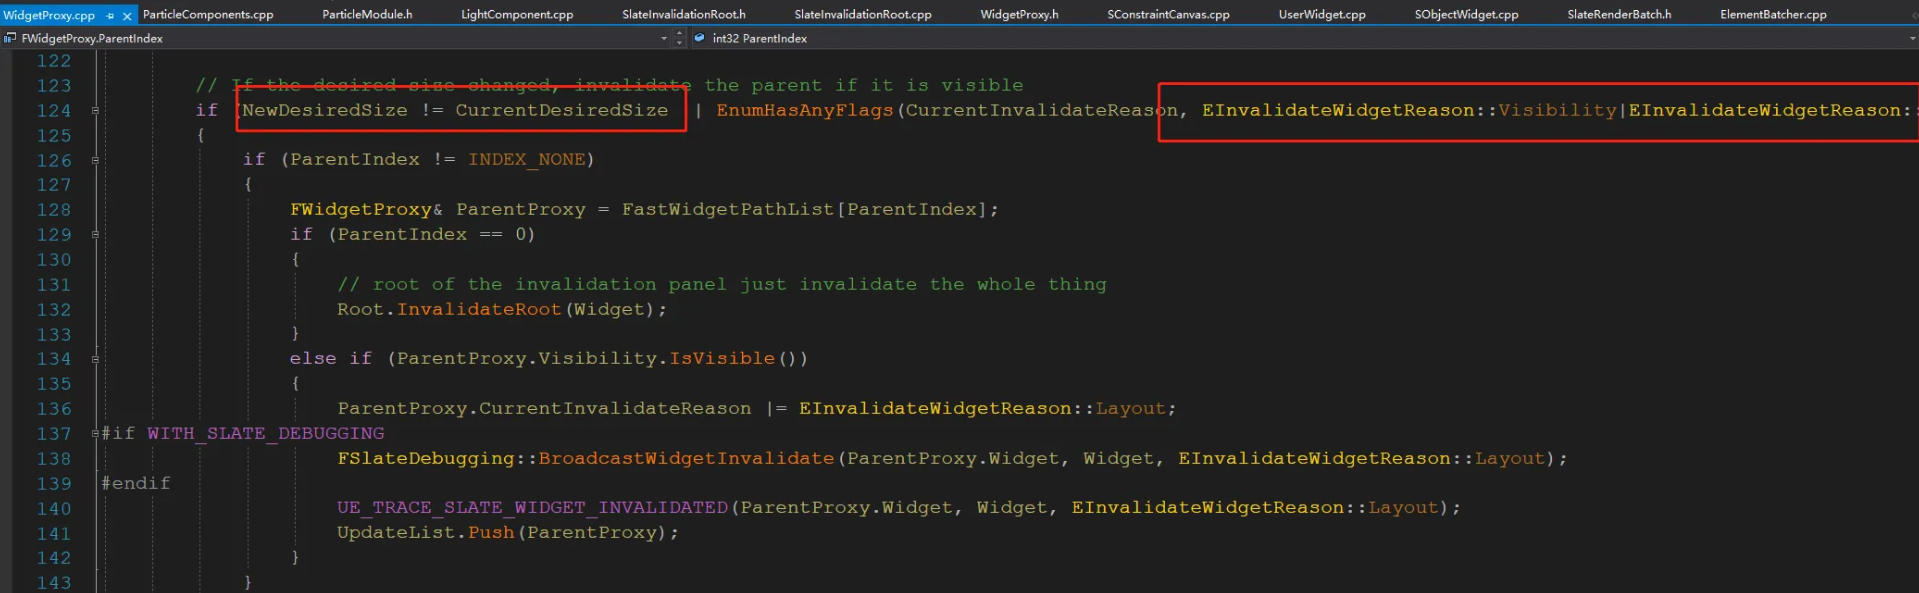 WidgetProxy.cpp ParticleComponents.cpp ParticleModule.h LightComponent.cpp SlateInvalidationRoot.h SlateInvalidationRoot.cpp WidgetProxy.h SConstraintCanvas.cpp UserWidget.cpp SObjectWidget.cpp SlateRenderBatch.h ElementBatcher.cpp
FWidgetProxy.ParentIndex int32 ParentIndex
122
123 // If the desired size changed, invalidate the parent if it is visible
124 if (NewDesiredSize != CurrentDesiredSize | EnumHasAnyFlags(CurrentInvalidateReason, EInvalidateWidgetReason::Visibility|EInvalidateWidgetReason::
125 {
126 if (ParentIndex != INDEX_NONE)
127 {
128 FWidgetProxy& ParentProxy = FastWidgetPathList[ParentIndex];
129 if (ParentIndex == 0)
130 {
131 // root of the invalidation panel just invalidate the whole thing
132 Root.InvalidateRoot(Widget);
133 }
134 else if (ParentProxy.Visibility.IsVisible())
135 {
136 ParentProxy.CurrentInvalidateReason |= EInvalidateWidgetReason::Layout;
137 #if WITH_SLATE_DEBUGGING
138 FSlateDebugging::BroadcastWidgetInvalidate(ParentProxy.Widget, Widget, EInvalidateWidgetReason::Layout);
139 #endif
140 UE_TRACE_SLATE_WIDGET_INVALIDATED(ParentProxy.Widget, Widget, EInvalidateWidgetReason::Layout);
141 UpdateList.Push(ParentProxy);
142 }
143 }